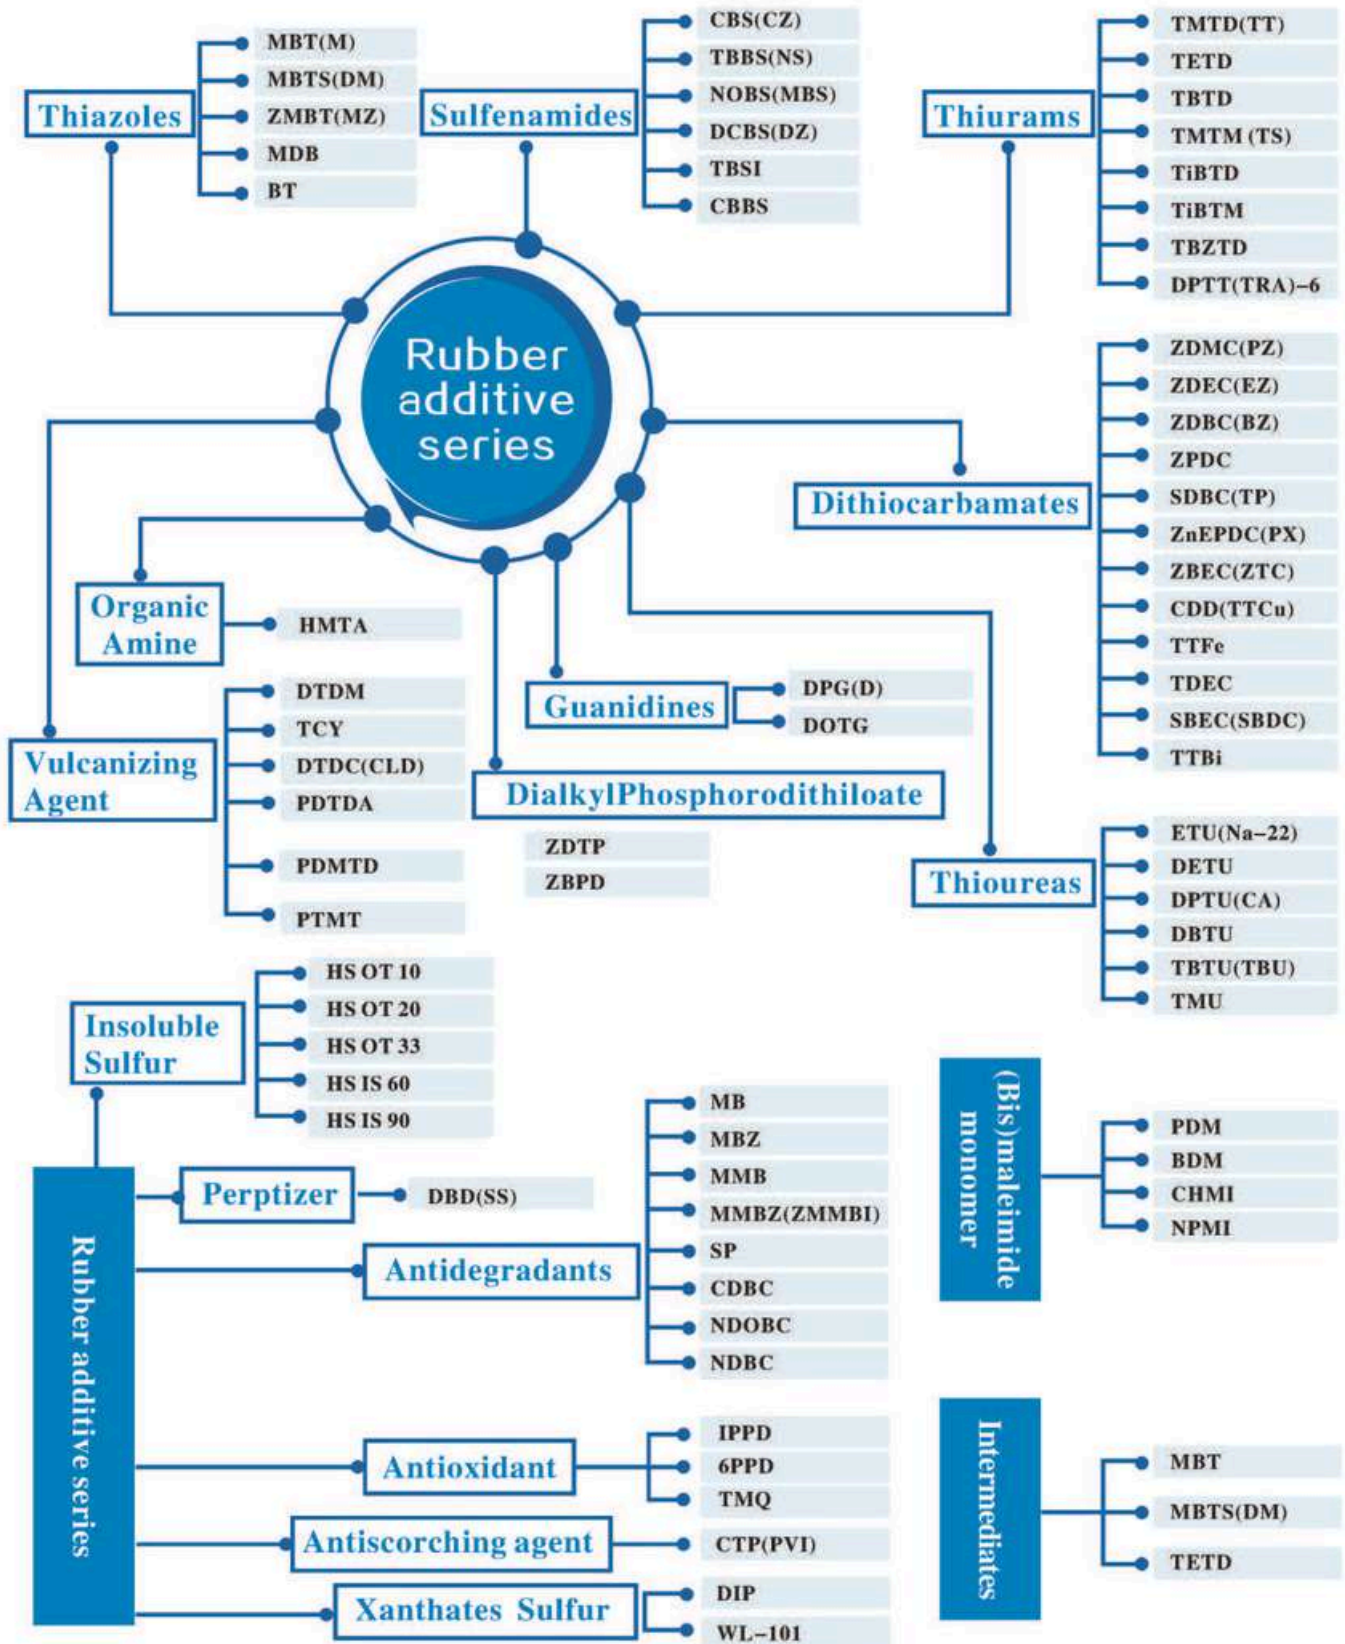 Thiazoles
MBT(M)
MBTS(DM)
ZMBT(MZ)
MDB
BT
Sulfenamides
CBS(CZ)
TBBS(NS)
NOBS(MBS)
DCBS(DZ)
TBSI
CBBS
Thiurams
TMTD(TT)
TETD
TBTD
TMTM (TS)
TiBTD
TiBTM
TBZTD
DPTT(TRA)-6
Rubber
additive
series
Dithiocarbamates
ZDMC(PZ)
ZDEC(EZ)
ZDBC(BZ)
ZPDC
SDBC(TP)
ZnEPDC(PX)
ZBEC(ZTC)
CDD(TTCu)
TTFe
TDEC
SBEC(SBDC)
TTBi
Organic
Amine
HMTA
Vulcanizing
Agent
DTDM
TCY
DTDC(CLD)
PDTDA
PDMTD
PTMT
Guanidines
DPG(D)
DOTG
DialkylPhosphorodithiloate
ZDTP
ZBPD
Thioureas
ETU(Na-22)
DETU
DPTU(CA)
DBTU
TBTU(TBU)
TMU
Insoluble
Sulfur
HS OT 10
HS OT 20
HS OT 33
HS IS 60
HS IS 90
Rubber additive series
Perptizer
DBD(SS)
Antidegradants
MB
MBZ
MMB
MMBZ(ZMMBI)
SP
CDBC
NDOBC
NDBC
Antioxidant
IPPD
6PPD
TMQ
Antiscorching agent
CTP(PVI)
Xanthates Sulfur
DIP
WL-101
(Bis)maleimide
monomer
PDM
BDM
CHMI
NPMI
Intermediates
MBT
MBTS(DM)
TETD